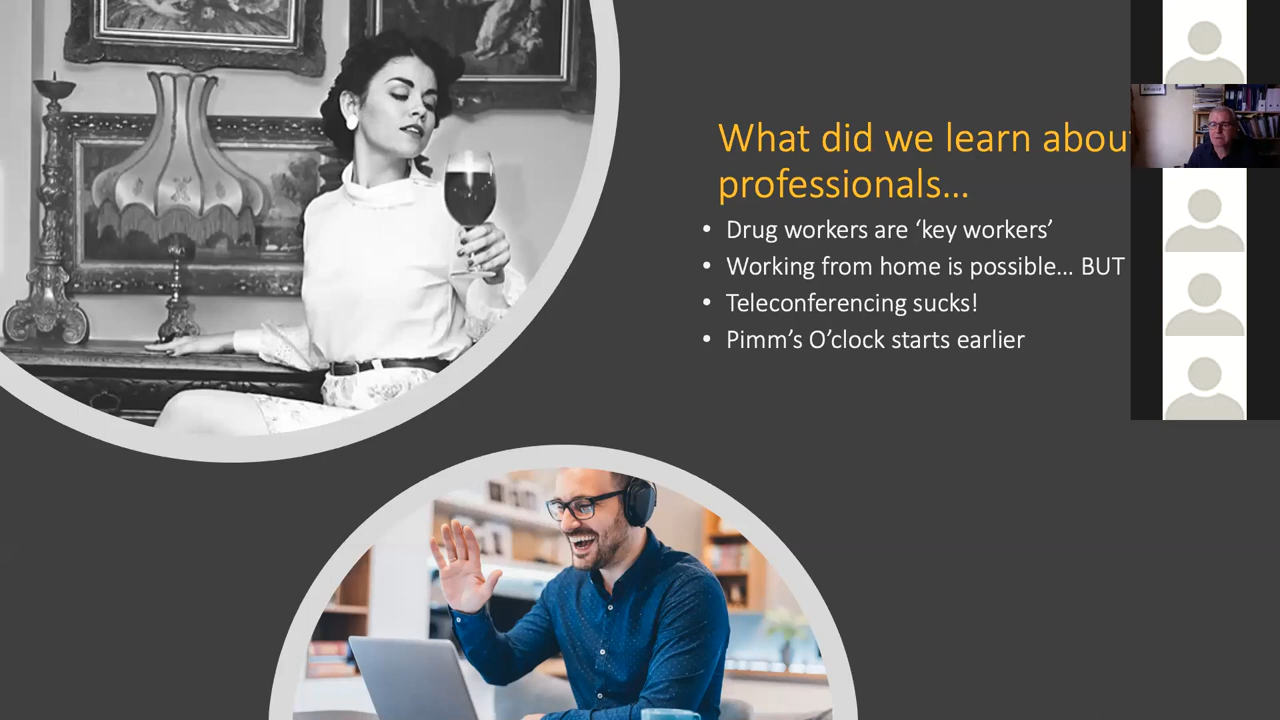 What did we learn abou
professionals...
• Drug workers are ‘key workers’
• Working from home is possible... BUT
• Teleconferencing sucks!
• Pimm’s O’clock starts earlier